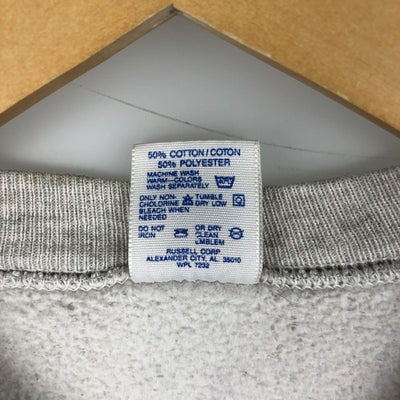 50% COTTON/COTON
50% POLYESTER
MACHINE WASH
WARM-COLORS
WASH SEPARATELY
ONLY NON- TUMBLE
CHOLORINE DRY LOW
BLEACH WHEN
NEEDED
DO NOT OR DRY
IRON CLEAN
EMBLEM
RUSSELL CORP
ALEXANDER CITY, AL 35010
WPL 7232